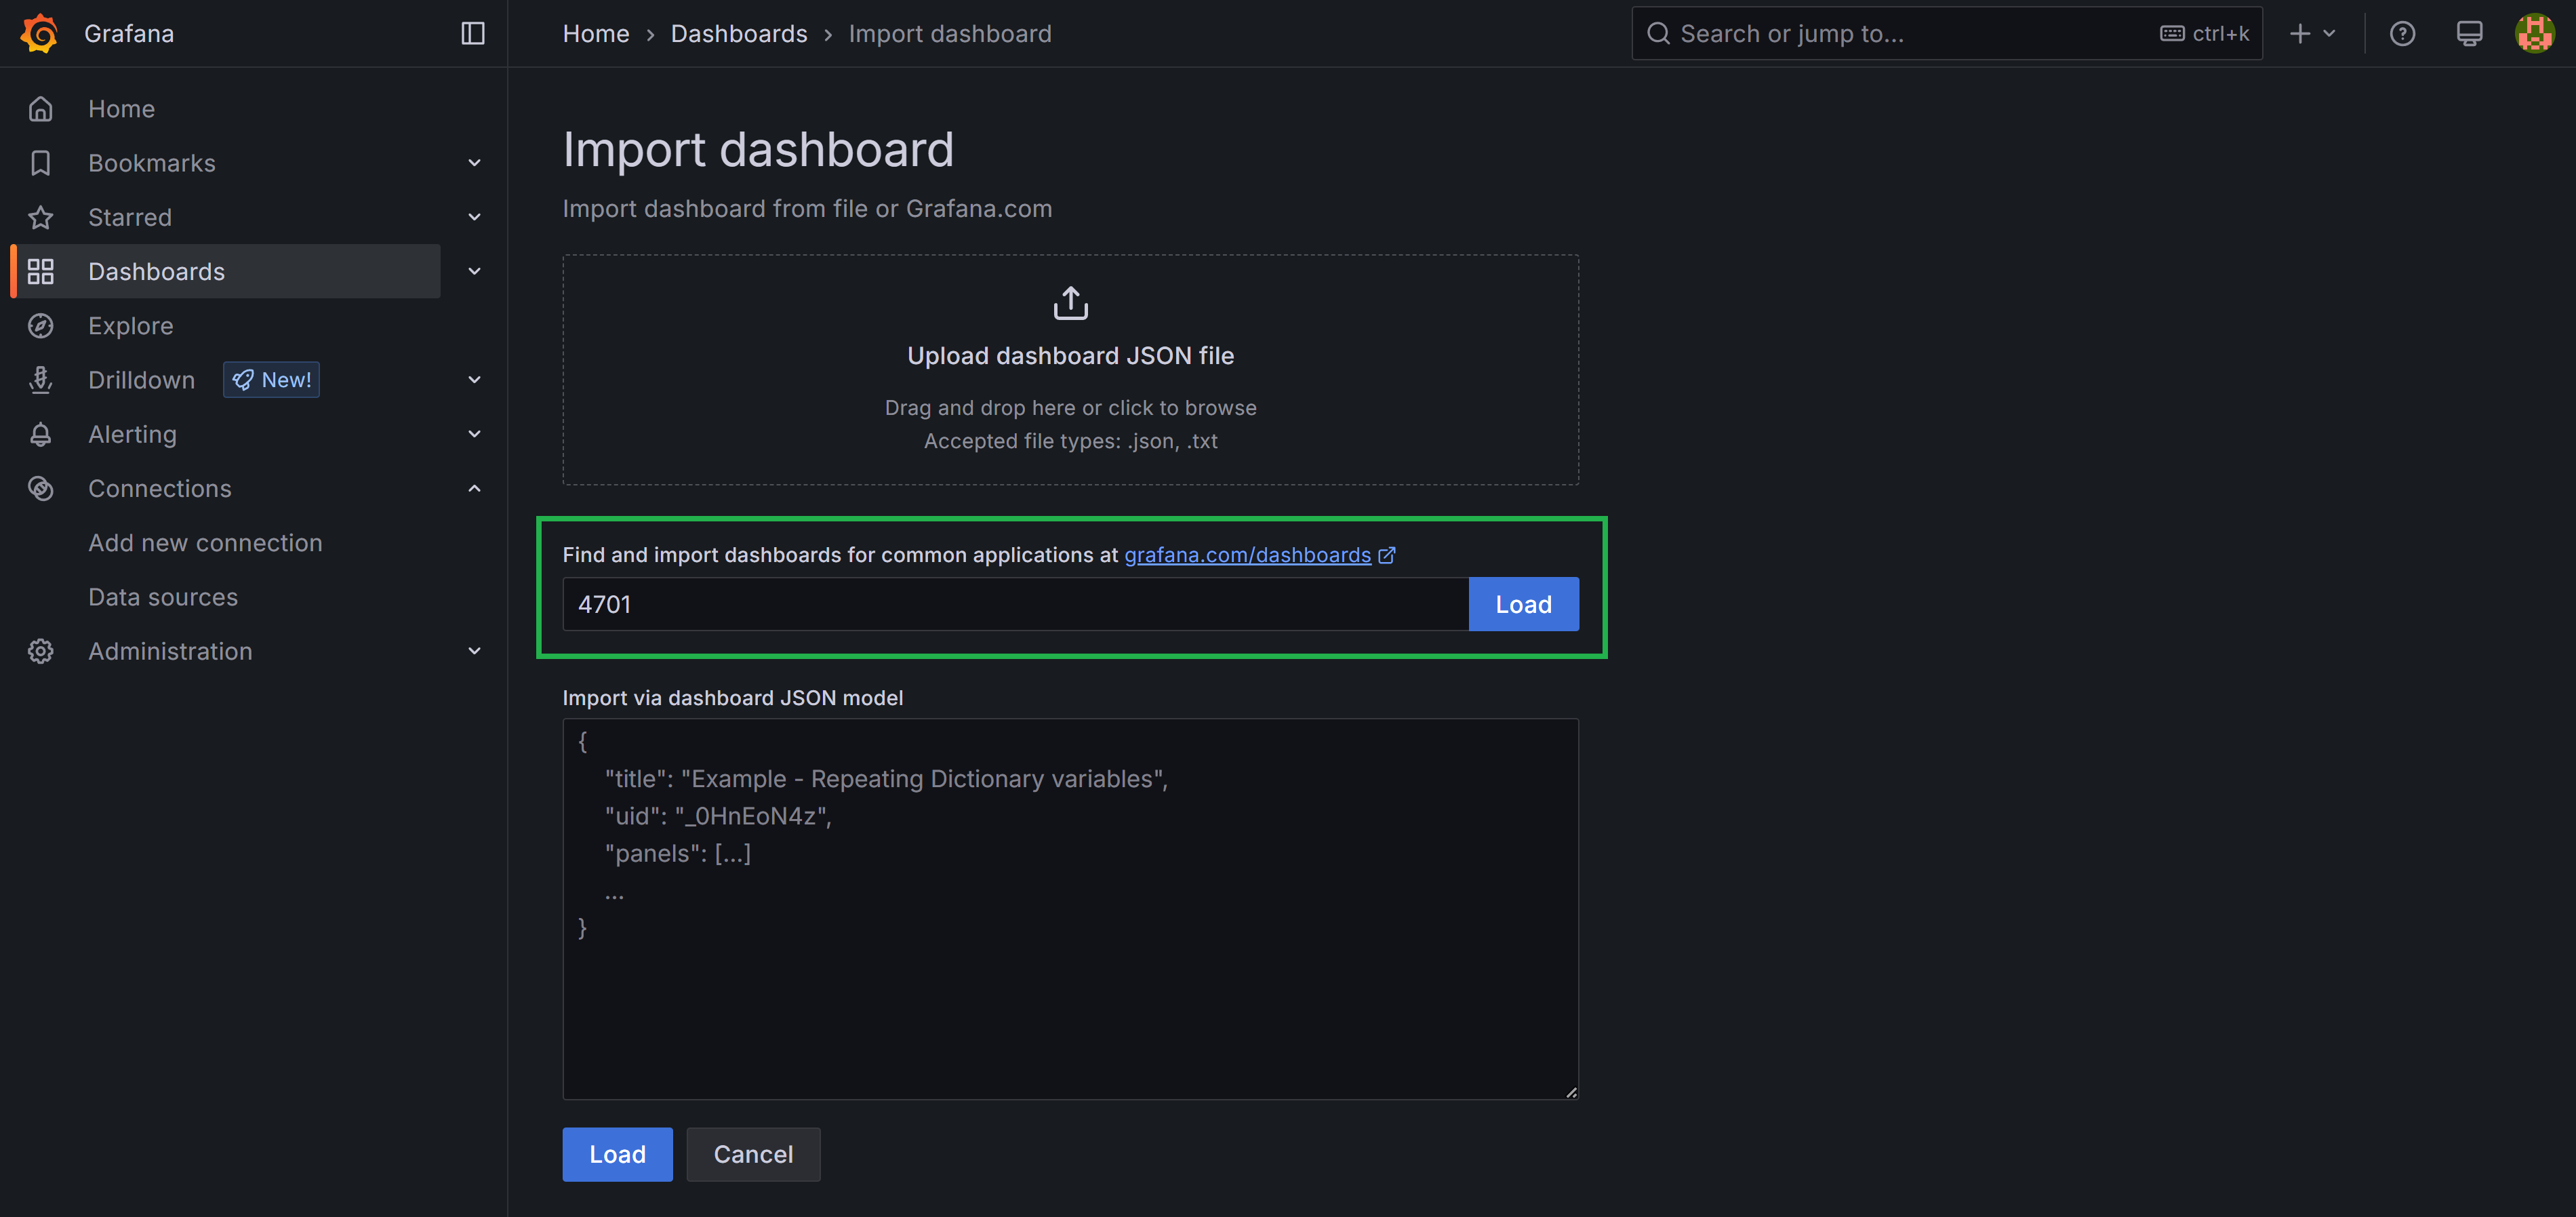 Grafana
Home › Dashboards › Import dashboard
Search or jump to...
ctrl+k
Home
Bookmarks
Starred
Dashboards
Explore
Drilldown
New!
Alerting
Connections
Add new connection
Data sources
Administration
Import dashboard
Import dashboard from file or Grafana.com
Upload dashboard JSON file
Drag and drop here or click to browse
Accepted file types: .json, .txt
Find and import dashboards for common applications at grafana.com/dashboards
4701
Load
Import via dashboard JSON model
{
"title": "Example - Repeating Dictionary variables",
"uid": "_0HnEoN4z",
"panels": [...]
...
}
Load
Cancel